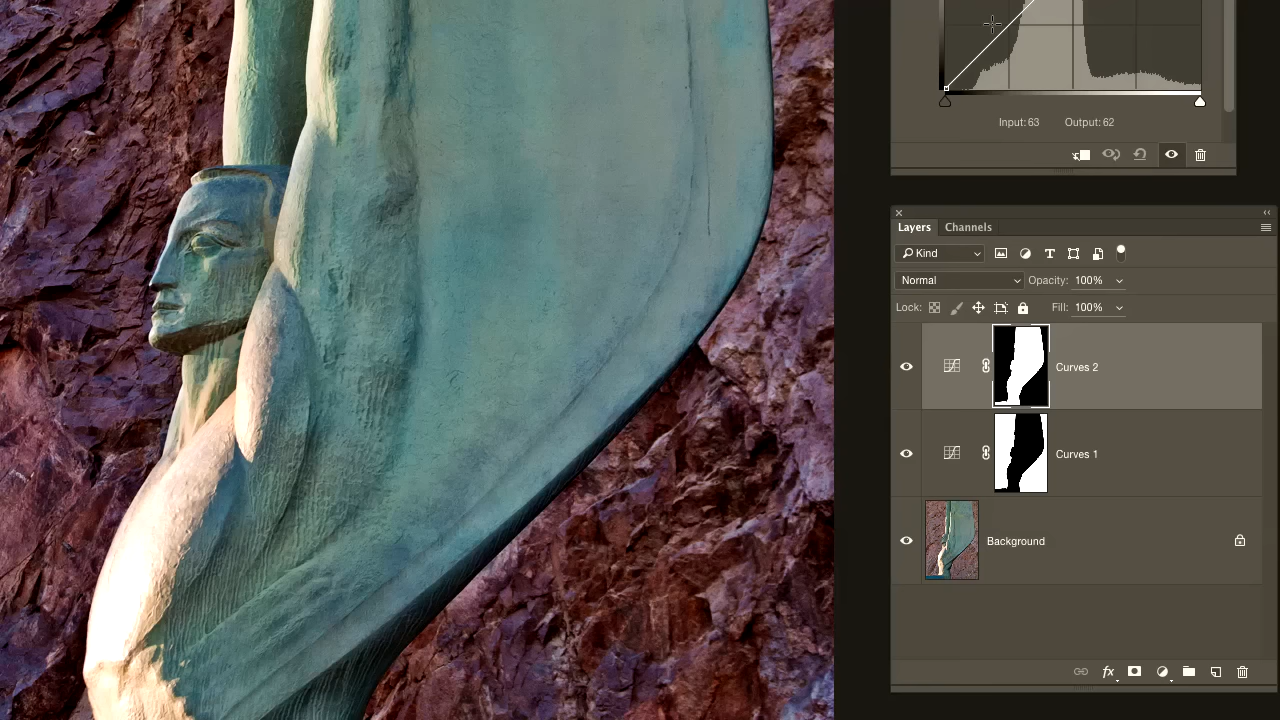 Input: 63 Output: 62
Layers Channels
Kind
Normal Opacity: 100%
Lock: Fill: 100%
Curves 2
Curves 1
Background